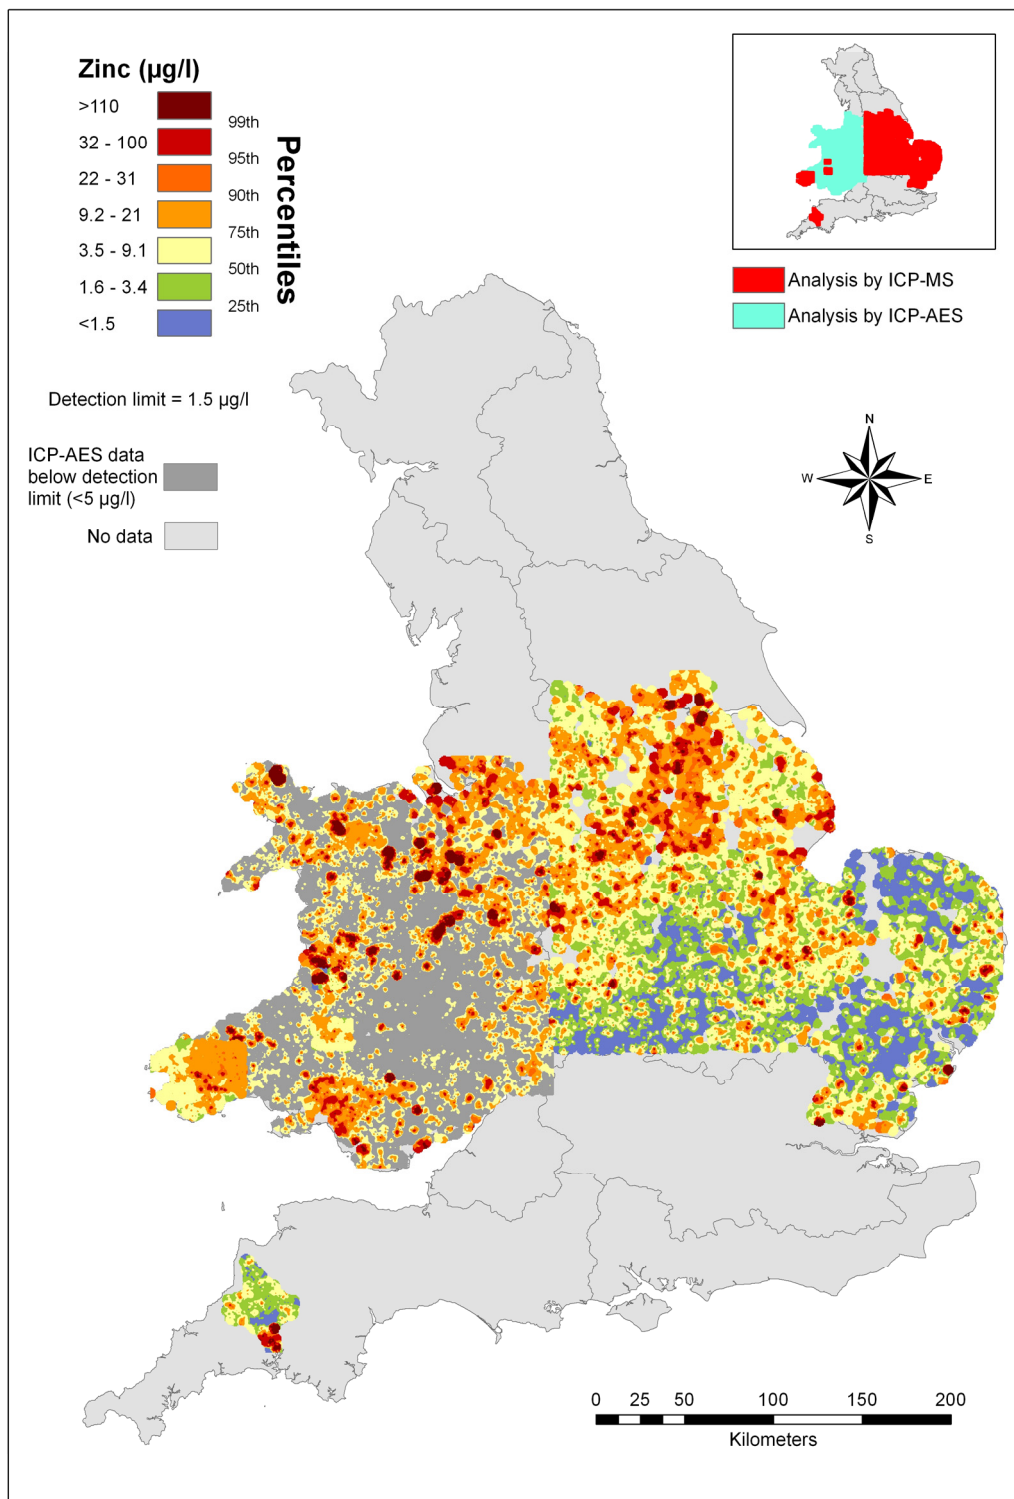 Zinc (µg/l)
>110
99th
32 - 100
95th
22 - 31
90th
9.2 - 21
75th
3.5 - 9.1
50th
1.6 - 3.4
25th
<1.5
Percentiles
Detection limit = 1.5 µg/l
ICP-AES data
below detection
limit (<5 µg/l)
No data
Analysis by ICP-MS
Analysis by ICP-AES
N
W
E
S
0 25 50 100 150 200
Kilometers